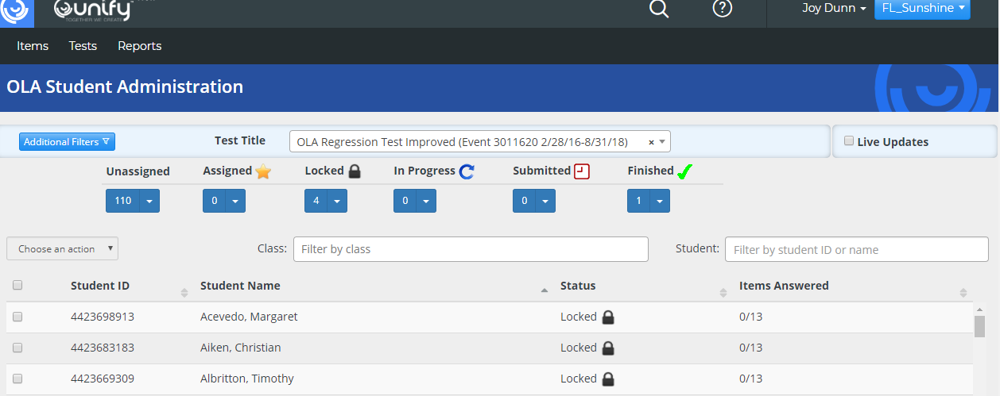 unify
TOGETHER WE CREATE
? Joy Dunn FL_Sunshine
Items Tests Reports
OLA Student Administration
Additional Filters Test Title OLA Regression Test Improved (Event 3011620 2/28/16-8/31/18) × Live Updates
Unassigned Assigned Locked In Progress Submitted Finished
110 0 4 0 0 1
Choose an action Class: Filter by class Student: Filter by student ID or name
Student ID Student Name Status Items Answered
4423698913 Acevedo, Margaret Locked 0/13
4423683183 Aiken, Christian Locked 0/13
4423669309 Albritton, Timothy Locked 0/13